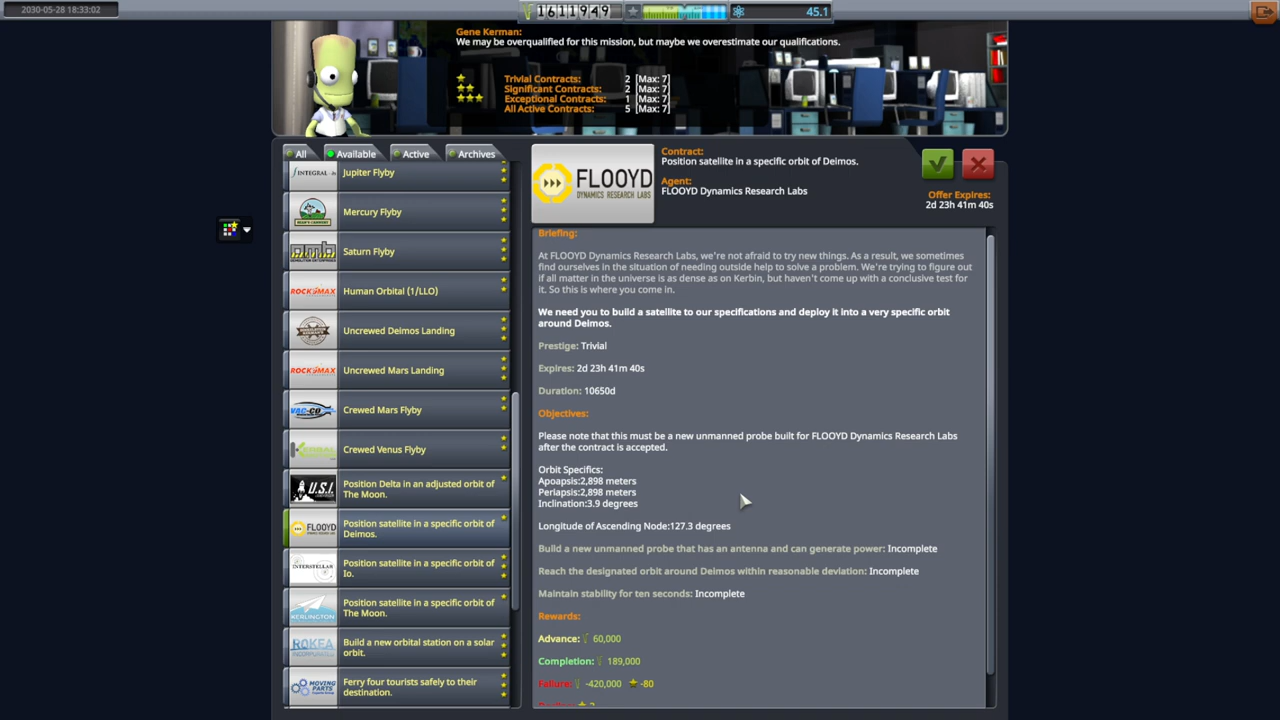 2030-05-28 18:33:02
1611949
45.1
Gene Kerman:
We may be overqualified for this mission, but maybe we overestimate our qualifications.
Trivial Contracts: 2 [Max: 7]
Significant Contracts: 2 [Max: 7]
Exceptional Contracts: 1 [Max: 7]
All Active Contracts: 5 [Max: 7]
All
Available
Active
Archives
INTEGRAL
Jupiter Flyby
Mercury Flyby
Saturn Flyby
ROCKOMAX
Human Orbital (1/LLO)
Uncrewed Deimos Landing
ROCKOMAX
Uncrewed Mars Landing
VAC-CO
Crewed Mars Flyby
Crewed Venus Flyby
U.S.I.
Position Delta in an adjusted orbit of
The Moon.
FLOOYD
Position satellite in a specific orbit of
Deimos.
INTERSTELLAR
Position satellite in a specific orbit of
Io.
KERLINGTON
Position satellite in a specific orbit of
The Moon.
ROKEA
Build a new orbital station on a solar
orbit.
MOVING
PARTS
Ferry four tourists safely to their
destination.
FLOOYD
DYNAMICS RESEARCH LABS
Contract:
Position satellite in a specific orbit of Deimos.
Agent:
FLOOYD Dynamics Research Labs
Offer Expires:
2d 23h 41m 40s
Briefing:
At FLOOYD Dynamics Research Labs, we're not afraid to try new things. As a result, we sometimes
find ourselves in the situation of needing outside help to solve a problem. We're trying to figure out
if all matter in the universe is as dense as on Kerbin, but haven't come up with a conclusive test for
it. So this is where you come in.
We need you to build a satellite to our specifications and deploy it into a very specific orbit
around Deimos.
Prestige: Trivial
Expires: 2d 23h 41m 40s
Duration: 10650d
Objectives:
Please note that this must be a new unmanned probe built for FLOOYD Dynamics Research Labs
after the contract is accepted.
Orbit Specifics:
Apoapsis:2,898 meters
Periapsis:2,898 meters
Inclination:3.9 degrees
Longitude of Ascending Node:127.3 degrees
Build a new unmanned probe that has an antenna and can generate power: Incomplete
Reach the designated orbit around Deimos within reasonable deviation: Incomplete
Maintain stability for ten seconds: Incomplete
Rewards:
Advance: 60,000
Completion: 189,000
Failure: -420,000 -80